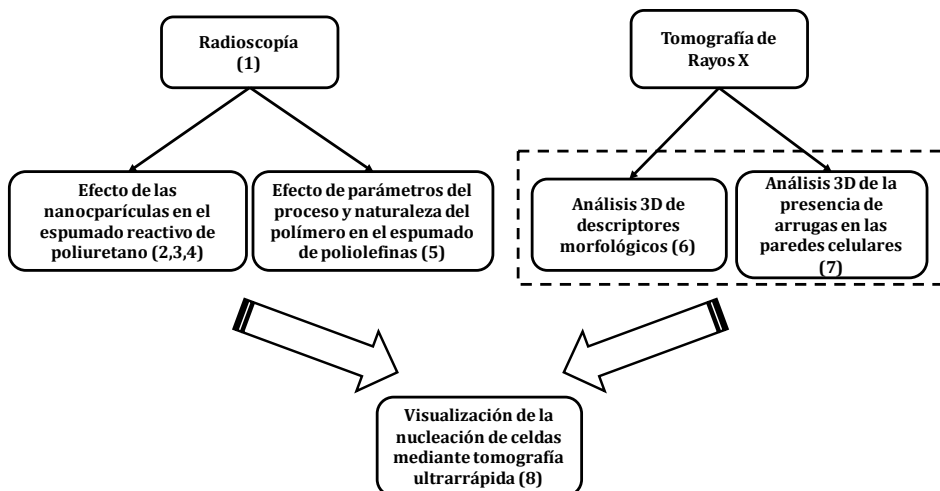 Radioscopía
(1)
Tomografía de
Rayos X
Efecto de las
nanocparículas en el
espumado reactivo de
poliuretano (2,3,4)
Efecto de parámetros del
proceso y naturaleza del
polímero en el espumado
de poliolefinas (5)
Análisis 3D de
descriptores
morfológicos (6)
Análisis 3D de la
presencia de
arrugas en las
paredes celulares
(7)
Visualización de la
nucleación de celdas
mediante tomografía
ultrarrápida (8)